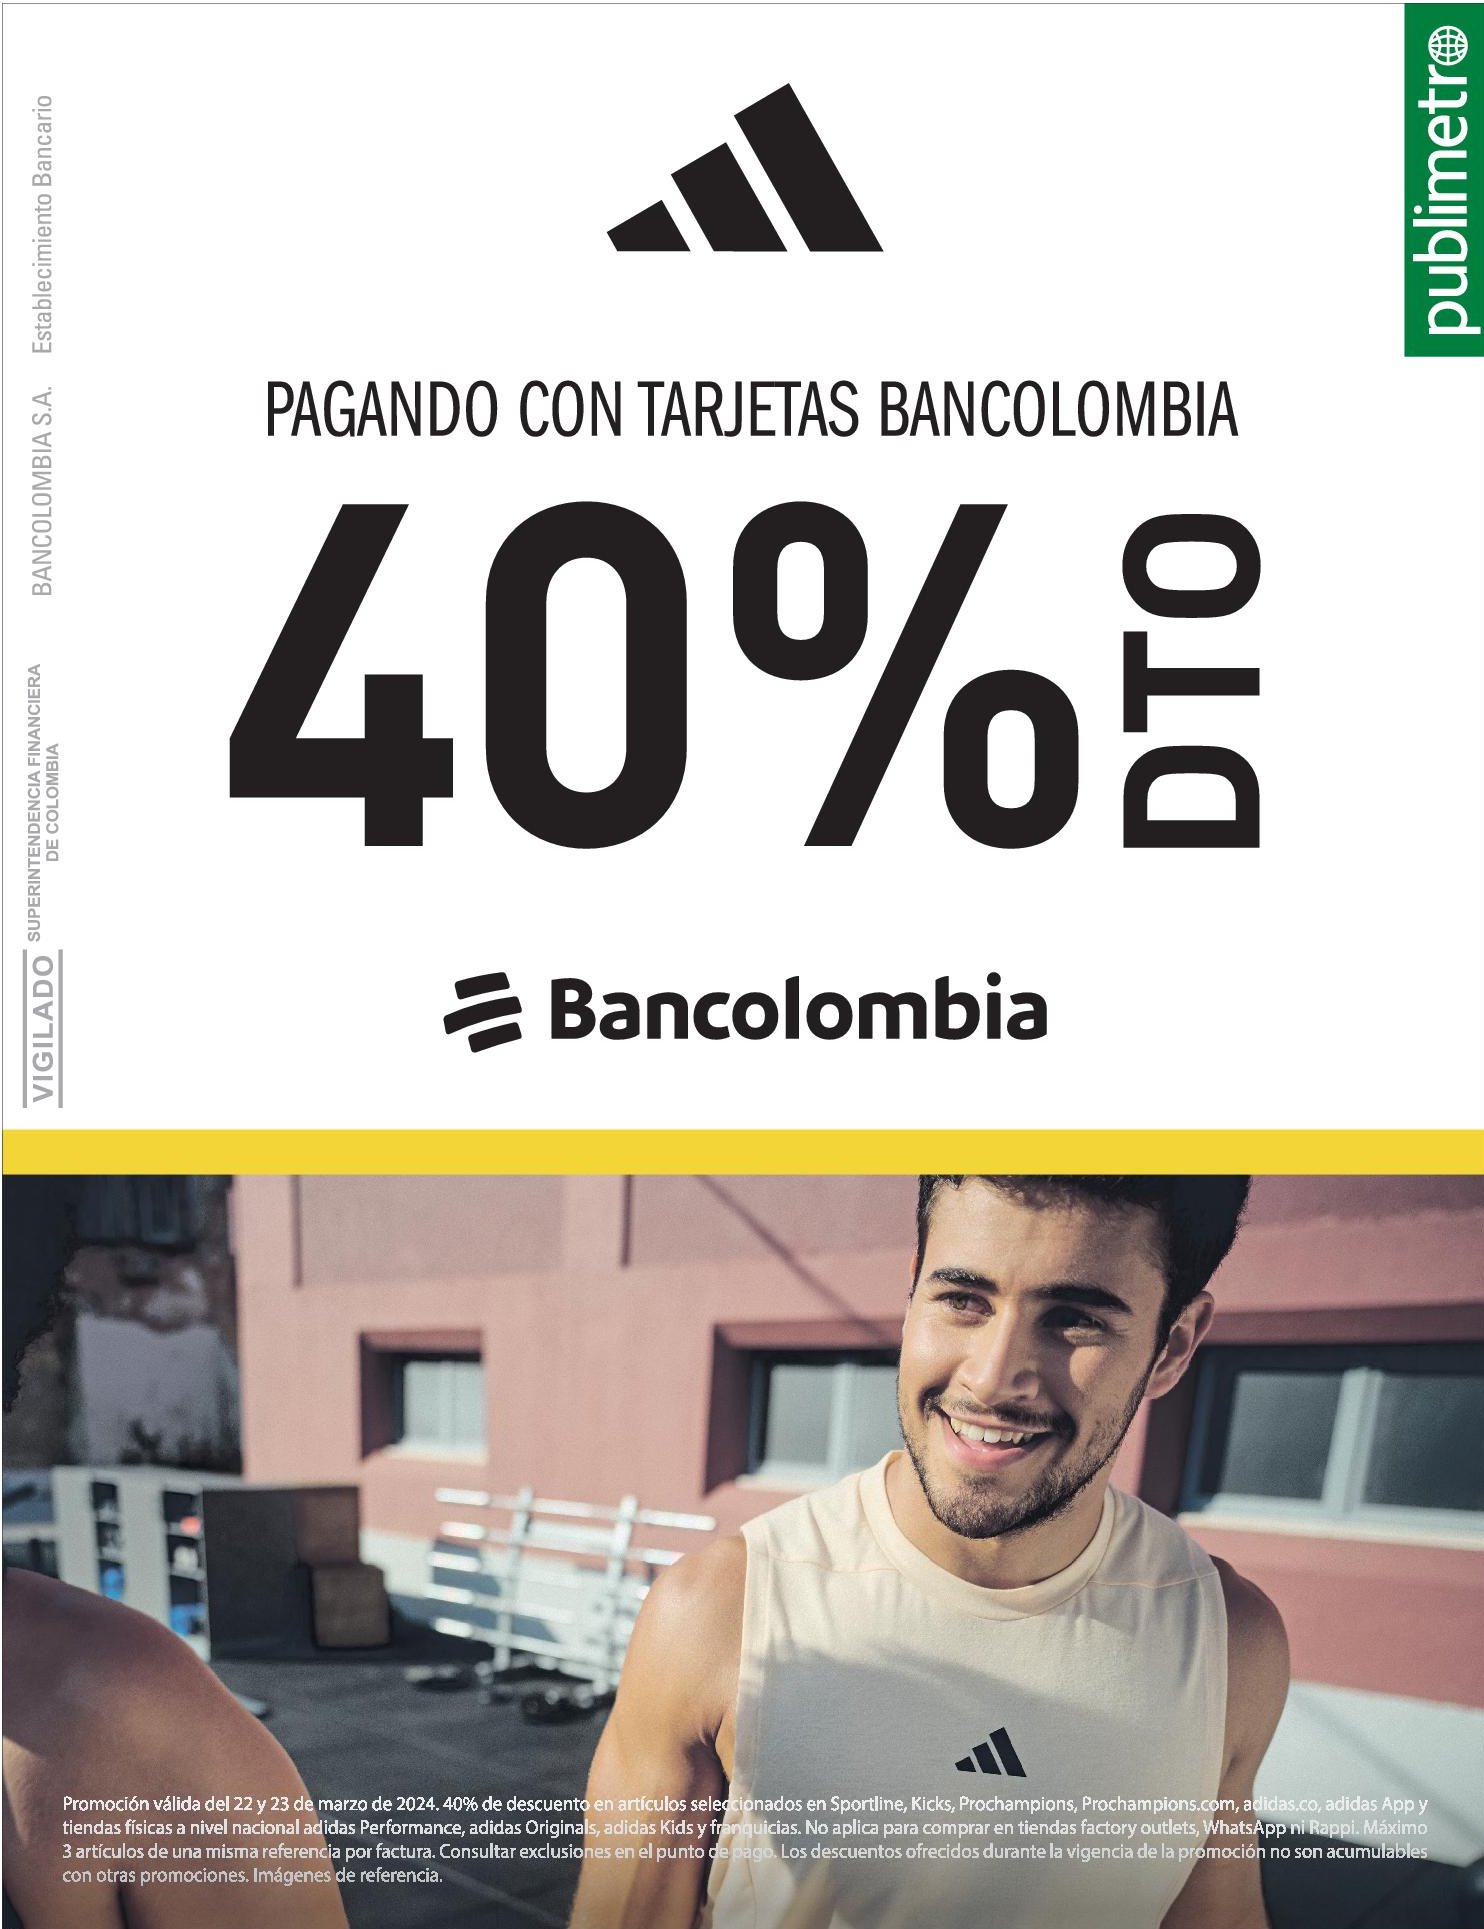 publimetro
PAGANDO CON TARJETAS BANCOLOMBIA
40% DTO
Bancolombia
VIGILADO
SUPERINTENDENCIA FINANCIERA
DE COLOMBIA
BANCOLOMBIA S.A. Establecimiento Bancario
Promoción válida del 22 y 23 de marzo de 2024. 40% de descuento en artículos seleccionados en Sportline, Kicks, Prochampions, Prochampions.com, adidas.co, adidas App y
tiendas físicas a nivel nacional adidas Performance, adidas Originals, adidas Kids y franquicias. No aplica para comprar en tiendas factory outlets, WhatsApp ni Rappi. Máximo
3 artículos de una misma referencia por factura. Consultar exclusiones en el punto de pago. Los descuentos ofrecidos durante la vigencia de la promoción no son acumulables
con otras promociones. Imágenes de referencia.